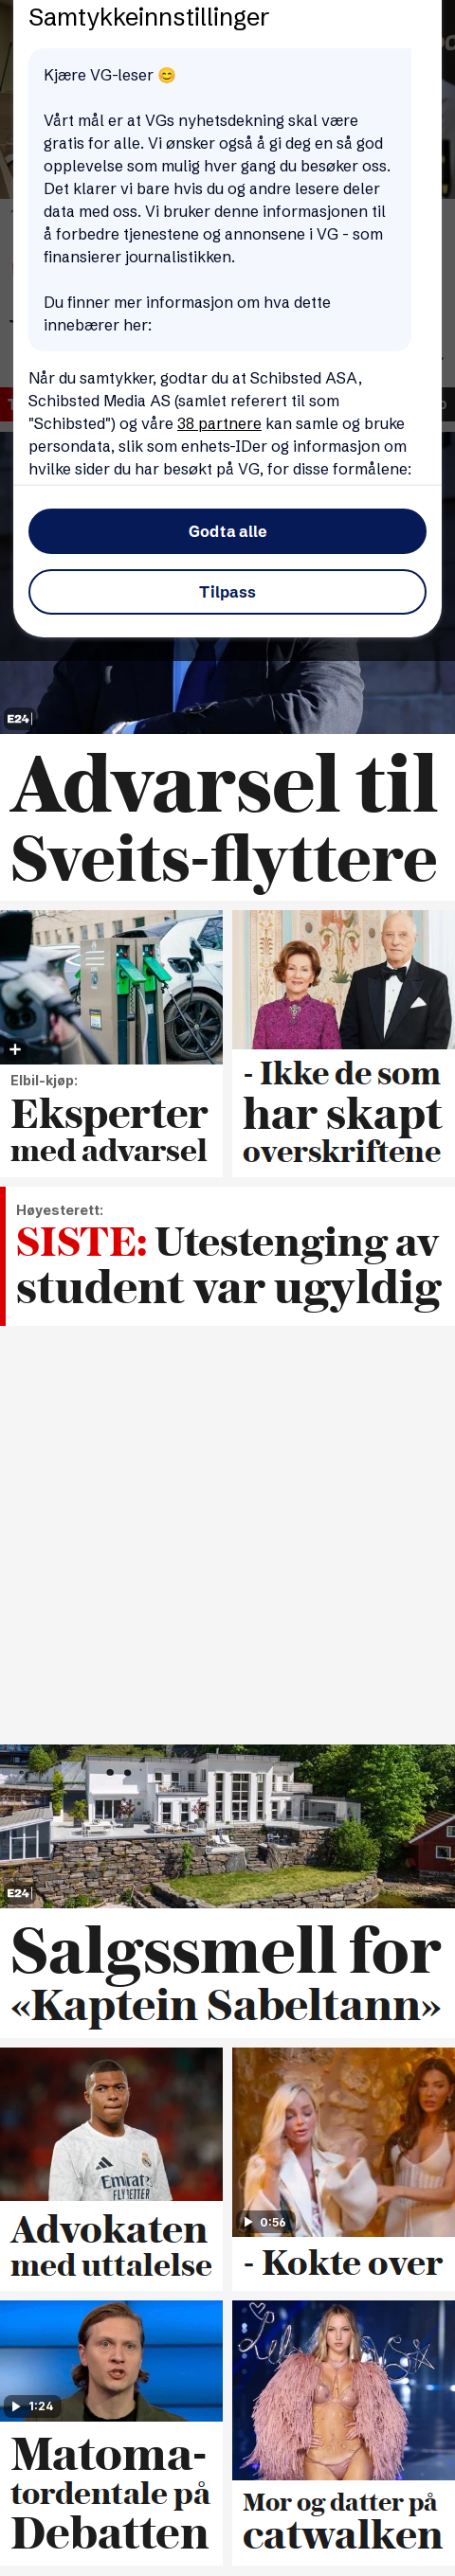 Samtykkeinnstillinger
Kjære VG-leser 😊
Vårt mål er at VGs nyhetsdekning skal være
gratis for alle. Vi ønsker også å gi deg en så god
opplevelse som mulig hver gang du besøker oss.
Det klarer vi bare hvis du og andre lesere deler
data med oss. Vi bruker denne informasjonen til
å forbedre tjenestene og annonsene i VG - som
finansierer journalistikken.
Du finner mer informasjon om hva dette
innebærer her:
Når du samtykker, godtar du at Schibsted ASA,
Schibsted Media AS (samlet referert til som
"Schibsted") og våre 38 partnere kan samle og bruke
persondata, slik som enhets-IDer og informasjon om
hvilke sider du har besøkt på VG, for disse formålene:
Godta alle
Tilpass
E24
Advarsel til
Sveits-flyttere
Elbil-kjøp:
Eksperter
med advarsel
- Ikke de som
har skapt
overskriftene
Høyesterett:
SISTE: Utestenging av
student var ugyldig
E24
Salgssmell for
«Kaptein Sabeltann»
Emirates
FLY BETTER
Advokaten
med uttalelse
0:56
- Kokte over
1:24
Matoma-
tordentale på
Debatten
Mor og datter på
catwalken